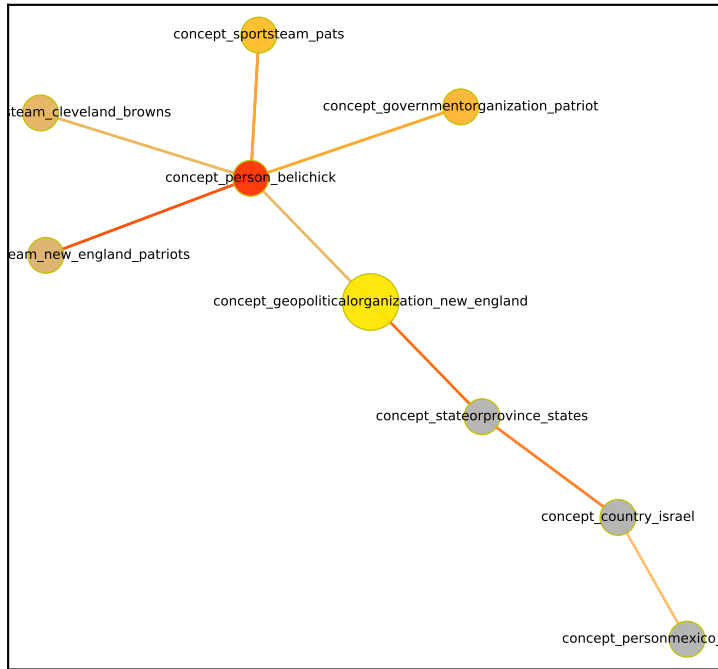 concept_sportsteam_pats
steam_cleveland_browns
concept_governmentorganization_patriot
concept_person_belichick
eam_new_england_patriots
concept_geopoliticalorganization_new_england
concept_stateorprovince_states
concept_country_israel
concept_personmexico_